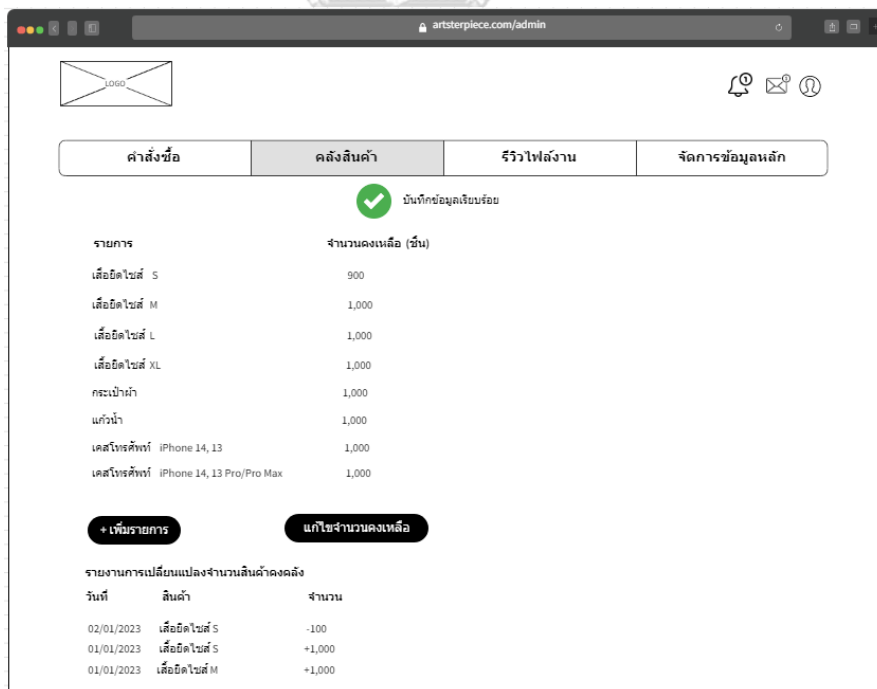 artsterpiece.com/admin
LOGO
คำสั่งซื้อ คลังสินค้า รีวิวไฟล์งาน จัดการข้อมูลหลัก
บันทึกข้อมูลเรียบร้อย
รายการ จำนวนคงเหลือ (ชิ้น)
เสื้อยืดไซส์ S 900
เสื้อยืดไซส์ M 1,000
เสื้อยืดไซส์ L 1,000
เสื้อยืดไซส์ XL 1,000
กระเป๋าผ้า 1,000
แก้วน้ำ 1,000
เคสโทรศัพท์ iPhone 14, 13 1,000
เคสโทรศัพท์ iPhone 14, 13 Pro/Pro Max 1,000
+ เพิ่มรายการ แก้ไขจำนวนคงเหลือ
รายงานการเปลี่ยนแปลงจำนวนสินค้าคงคลัง
วันที่ สินค้า จำนวน
02/01/2023 เสื้อยืดไซส์ S -100
01/01/2023 เสื้อยืดไซส์ S +1,000
01/01/2023 เสื้อยืดไซส์ M +1,000